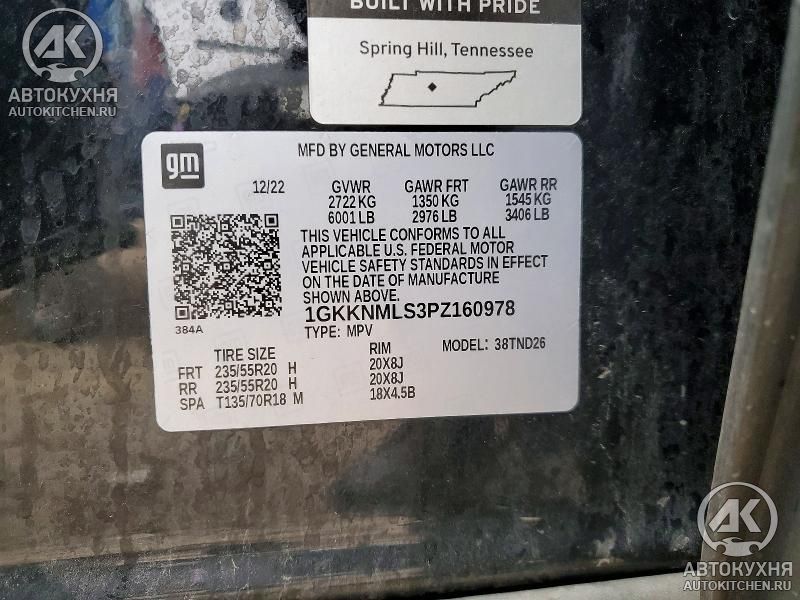 BUILT WITH PRIDE
Spring Hill, Tennessee
AK
АВТОКУХНЯ
AUTOKITCHEN.RU
gm
MFD BY GENERAL MOTORS LLC
12/22 GVWR GAWR FRT GAWR RR
2722 KG 1350 KG 1545 KG
6001 LB 2976 LB 3406 LB
THIS VEHICLE CONFORMS TO ALL
APPLICABLE U.S. FEDERAL MOTOR
VEHICLE SAFETY STANDARDS IN EFFECT
ON THE DATE OF MANUFACTURE
SHOWN ABOVE.
384A
1GKKNMLS3PZ160978
TYPE: MPV
MODEL: 38TND26
TIRE SIZE RIM
FRT 235/55R20 H 20X8J
RR 235/55R20 H 20X8J
SPA T135/70R18 M 18X4.5B
AK
АВТОКУХНЯ
AUTOKITCHEN.RU